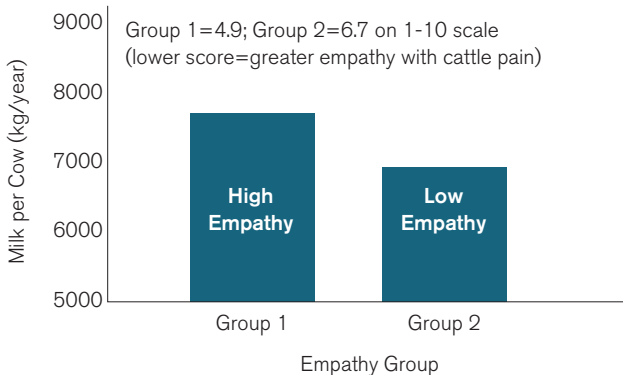 Group 1=4.9; Group 2=6.7 on 1-10 scale
(lower score=greater empathy with cattle pain)
Milk per Cow (kg/year)
9000
8000
7000
6000
5000
High
Empathy
Low
Empathy
Group 1
Group 2
Empathy Group